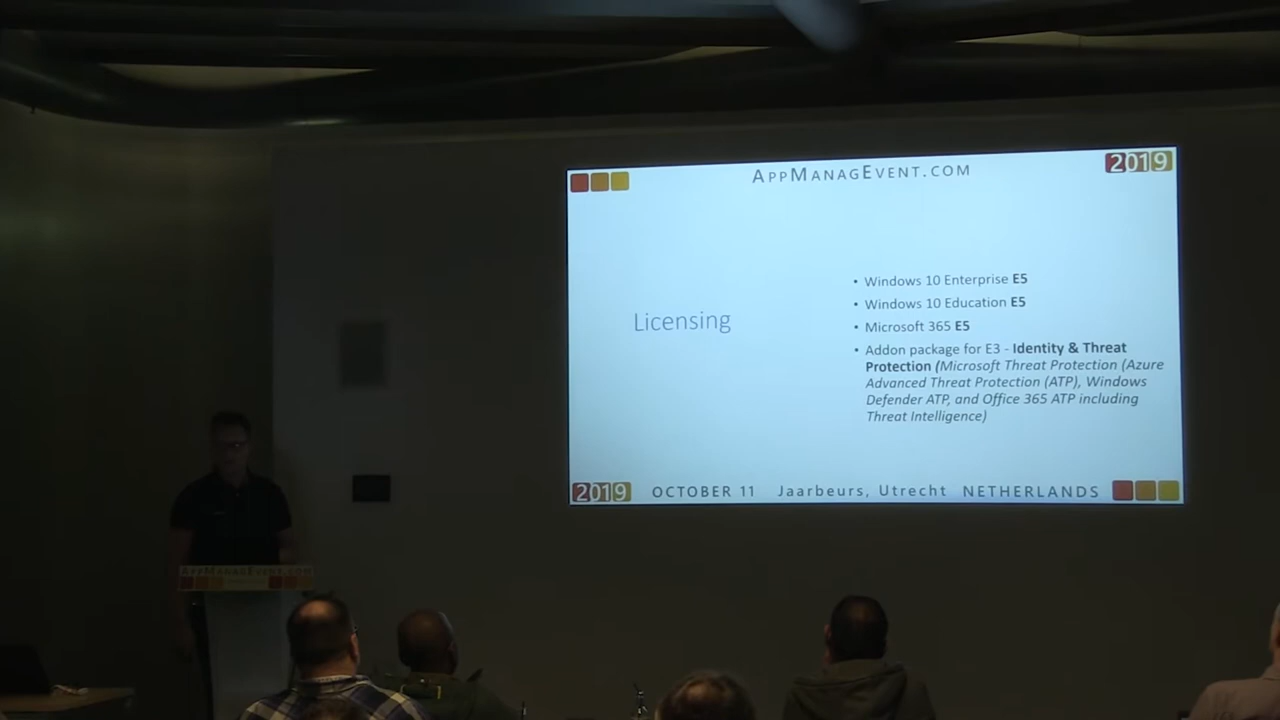 APPMANAGEVENT.COM
2019
Licensing
• Windows 10 Enterprise E5
• Windows 10 Education E5
• Microsoft 365 E5
• Addon package for E3 - Identity & Threat
Protection (Microsoft Threat Protection (Azure
Advanced Threat Protection (ATP), Windows
Defender ATP, and Office 365 ATP including
Threat Intelligence)
2019 OCTOBER 11 Jaarbeurs, Utrecht NETHERLANDS
APPMANAGEVENT.COM